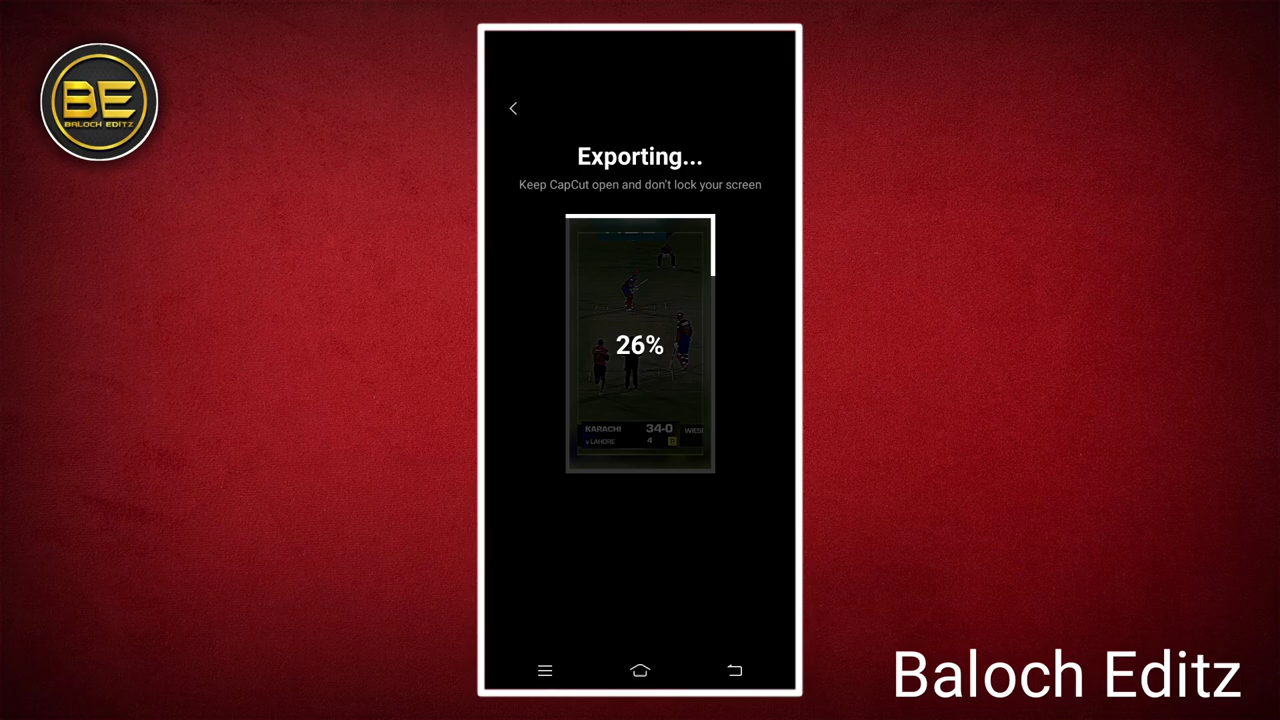 BE
BALOCH EDITZ
Exporting...
Keep CapCut open and don't lock your screen
26%
KARACHI 34-0
v LAHORE 4 P
Baloch Editz